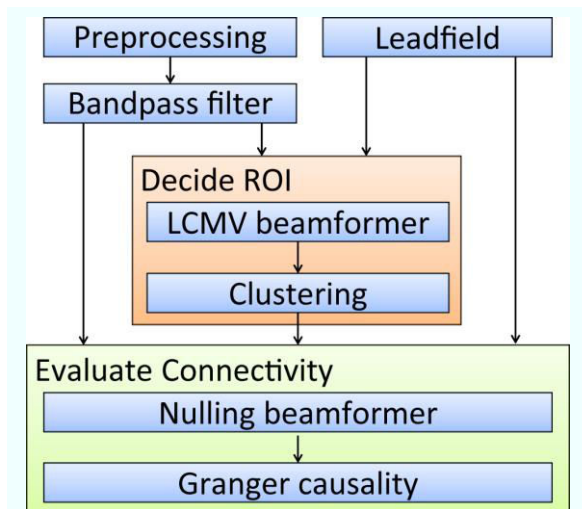 Preprocessing
Leadfield
Bandpass filter
Decide ROI
LCMV beamformer
Clustering
Evaluate Connectivity
Nulling beamformer
Granger causality